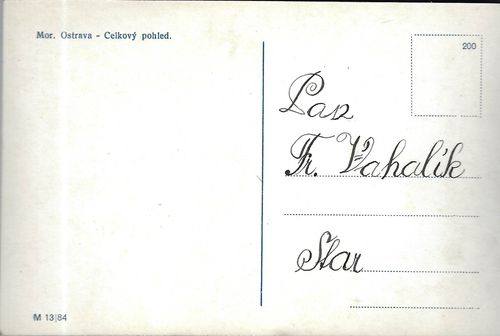 Mor. Ostrava - Celkový pohled.
200
Pan
Fr. Vahalík
Star
M 13|84